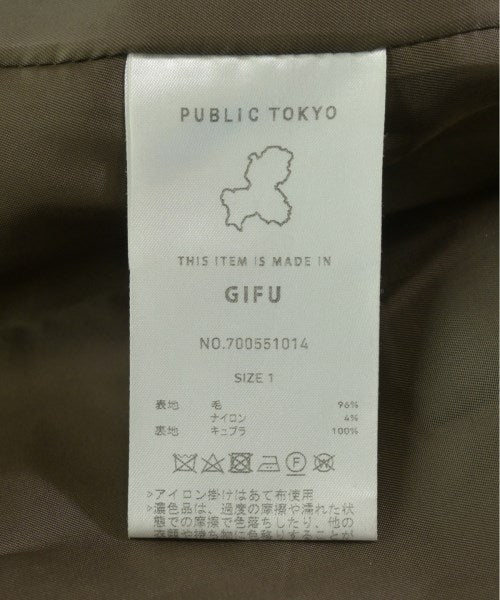 PUBLIC TOKYO
THIS ITEM IS MADE IN
GIFU
NO.700551014
SIZE 1
表地 毛 96%
ナイロン 4%
裏地 キュプラ 100%
>アイロン掛けはあて布使用
>濃色品は、過度の摩擦や濡れた状
態での摩擦で色落ちしたり、他の